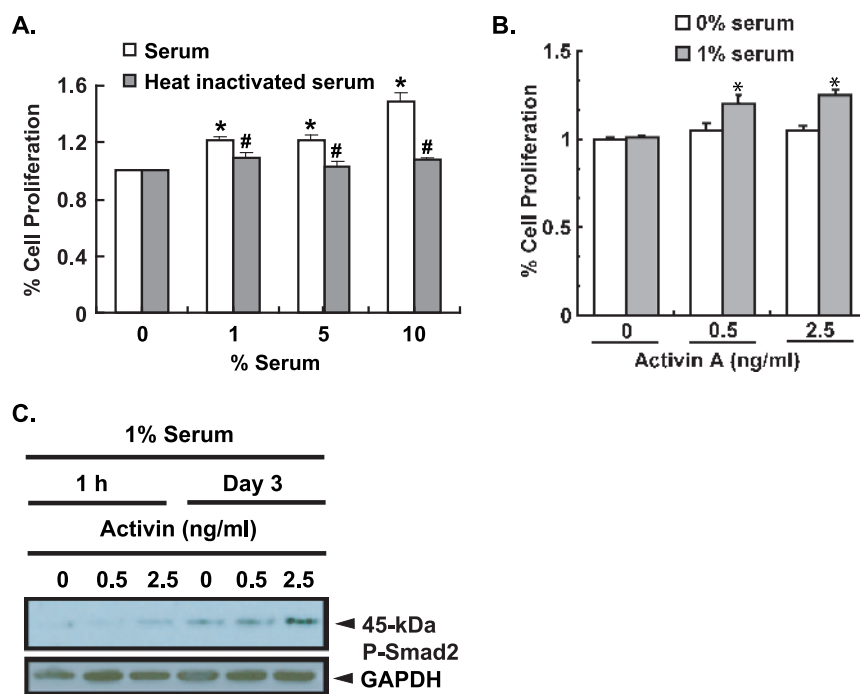 A.
Serum
Heat inactivated serum
% Cell Proliferation
1.6
1.2
0.8
0.4
0
* # * # * #
0 1 5 10
% Serum
B.
0% serum
1% serum
% Cell Proliferation
1.5
1
0.5
0
* *
0 0.5 2.5
Activin A (ng/ml)
C.
1% Serum
1 h Day 3
Activin (ng/ml)
0 0.5 2.5 0 0.5 2.5
45-kDa
P-Smad2
GAPDH